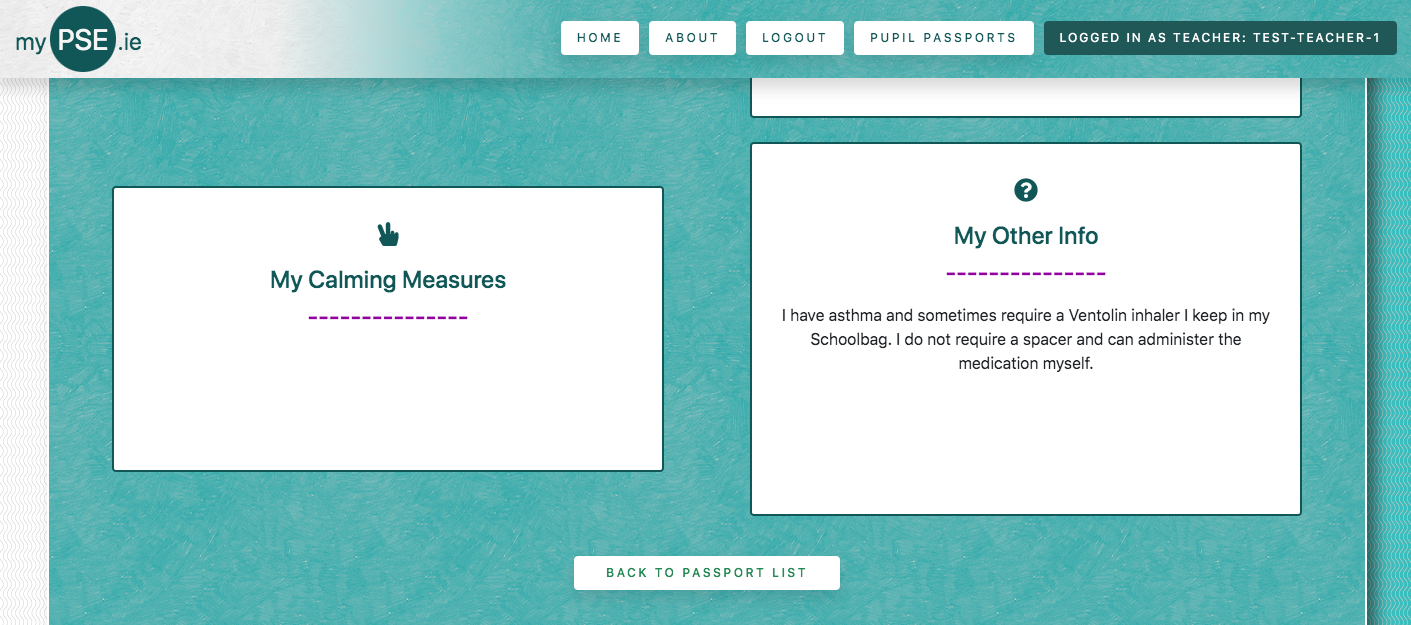 my PSE.ie
HOME ABOUT LOGOUT PUPIL PASSPORTS LOGGED IN AS TEACHER: TEST-TEACHER-1
My Calming Measures
---------------
My Other Info
---------------
I have asthma and sometimes require a Ventolin inhaler I keep in my
Schoolbag. I do not require a spacer and can administer the
medication myself.
BACK TO PASSPORT LIST